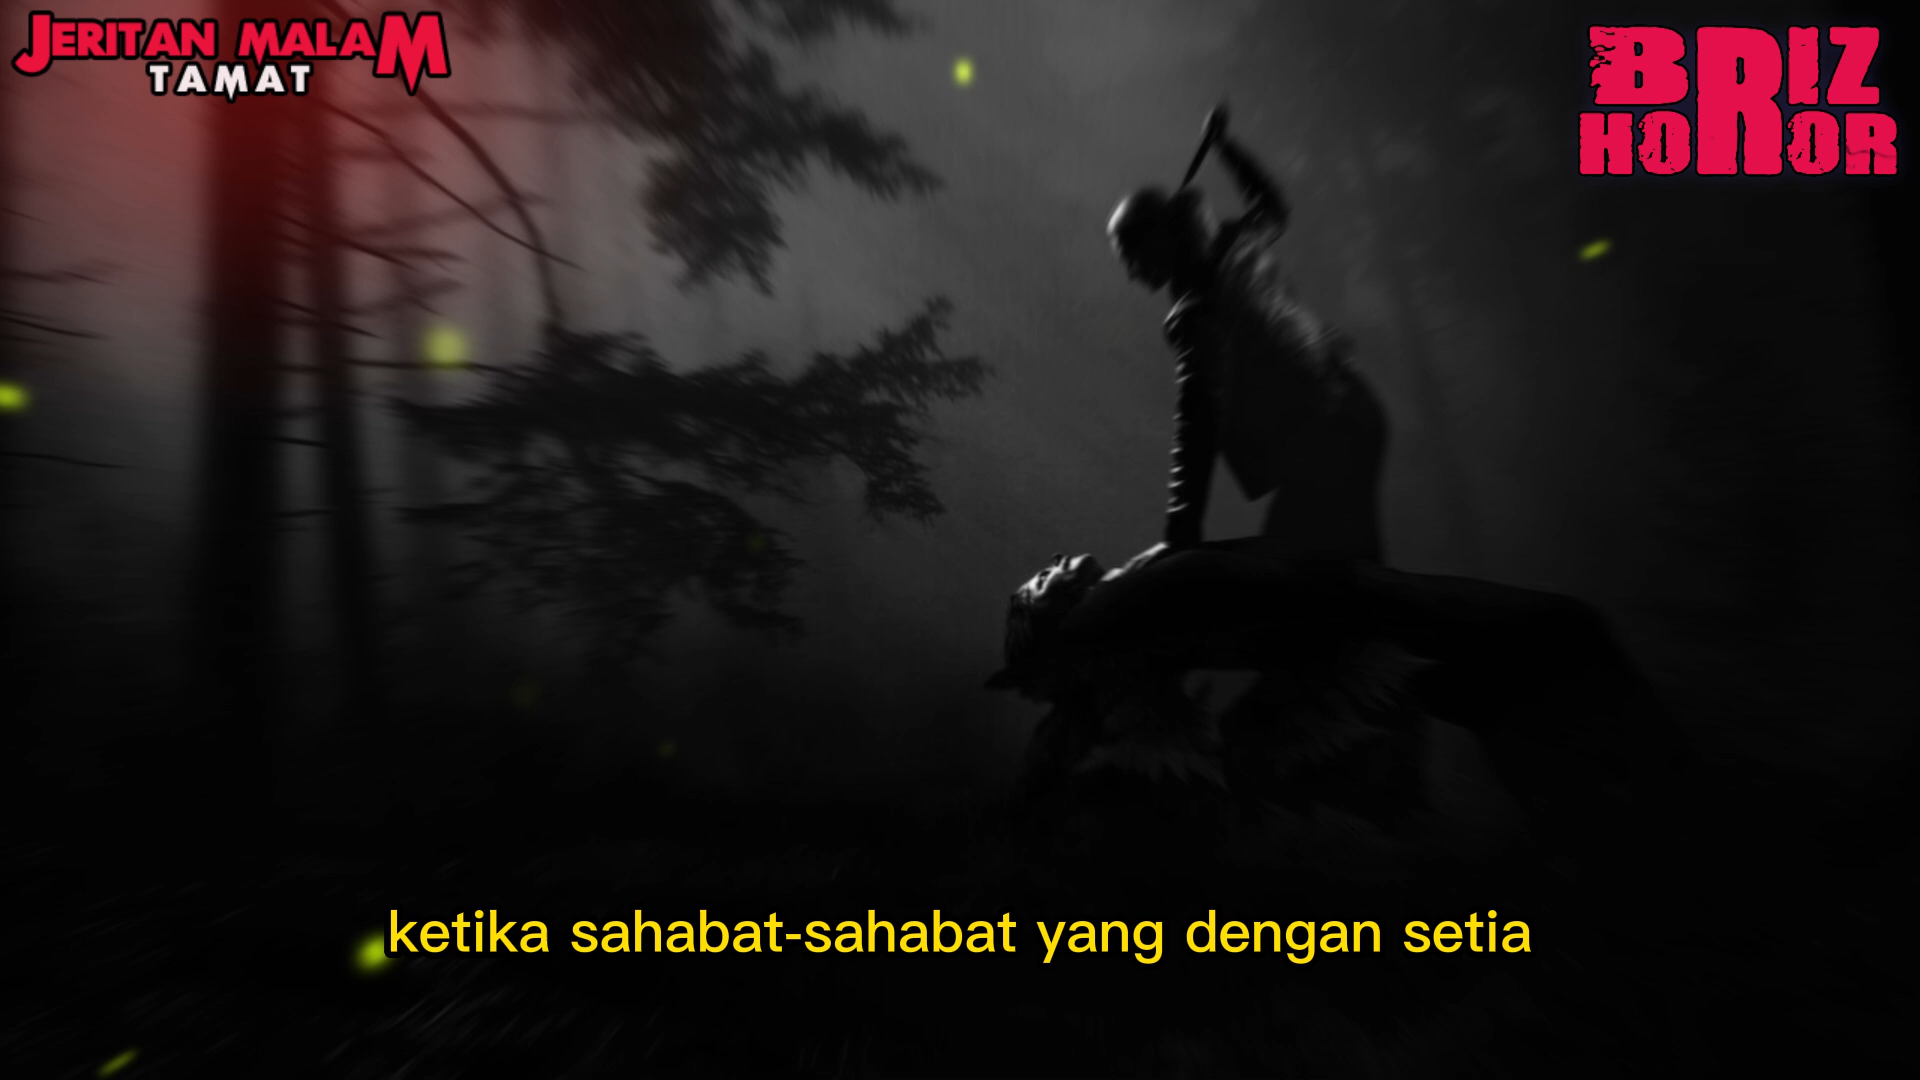 JERITAN MALAM
TAMAT
BRIZ
HOROR
ketika sahabat-sahabat yang dengan setia